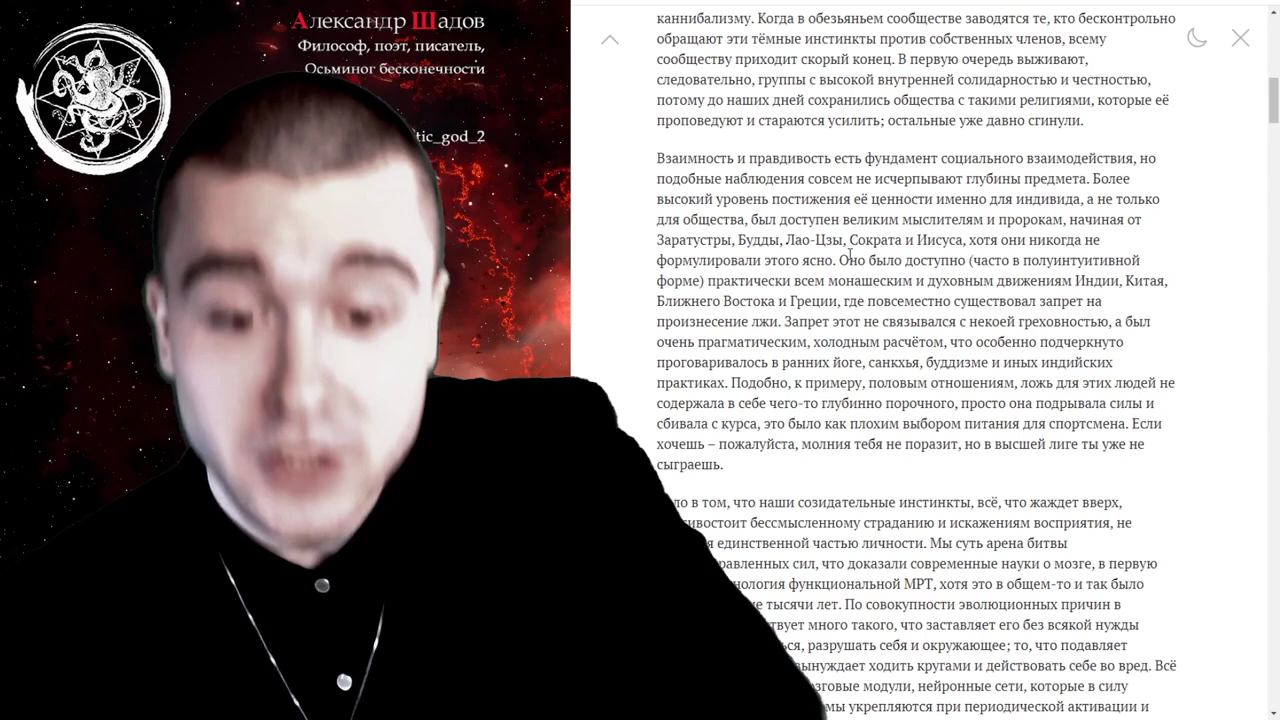 Александр Шадов
Философ, поэт, писатель,
Осьминог бесконечности
tic_god_2
каннибализму. Когда в обезьяньем сообществе заводятся те, кто бесконтрольно
обращают эти тёмные инстинкты против собственных членов, всему
сообществу приходит скорый конец. В первую очередь выживают,
следовательно, группы с высокой внутренней солидарностью и честностью,
потому до наших дней сохранились общества с такими религиями, которые её
проповедуют и стараются усилить; остальные уже давно сгинули.
Взаимность и правдивость есть фундамент социального взаимодействия, но
подобные наблюдения совсем не исчерпывают глубины предмета. Более
высокий уровень постижения её ценности именно для индивида, а не только
для общества, был доступен великим мыслителям и пророкам, начиная от
Заратустры, Будды, Лао-Цзы, Сократа и Иисуса, хотя они никогда не
формулировали этого ясно. Оно было доступно (часто в полуинтуитивной
форме) практически всем монашеским и духовным движениям Индии, Китая,
Ближнего Востока и Греции, где повсеместно существовал запрет на
произнесение лжи. Запрет этот не связывался с некоей греховностью, а был
очень прагматическим, холодным расчётом, что особенно подчеркнуто
проговаривалось в ранних йоге, санкхья, буддизме и иных индийских
практиках. Подобно, к примеру, половым отношениям, ложь для этих людей не
содержала в себе чего-то глубинно порочного, просто она подрывала силы и
сбивала с курса, это было как плохим выбором питания для спортсмена. Если
хочешь – пожалуйста, молния тебя не поразит, но в высшей лиге ты уже не
сыграешь.
ло в том, что наши созидательные инстинкты, всё, что жаждет вверх,
ивостоит бессмысленному страданию и искажениям восприятия, не
я единственной частью личности. Мы суть арена битвы
равленных сил, что доказали современные науки о мозге, в первую
нология функциональной МРТ, хотя это в общем-то и так было
е тысячи лет. По совокупности эволюционных причин в
твует много такого, что заставляет его без всякой нужды
ься, разрушать себя и окружающее; то, что подавляет
вынуждает ходить кругами и действовать себе во вред. Всё
зговые модули, нейронные сети, которые в силу
мы укрепляются при периодической активации и